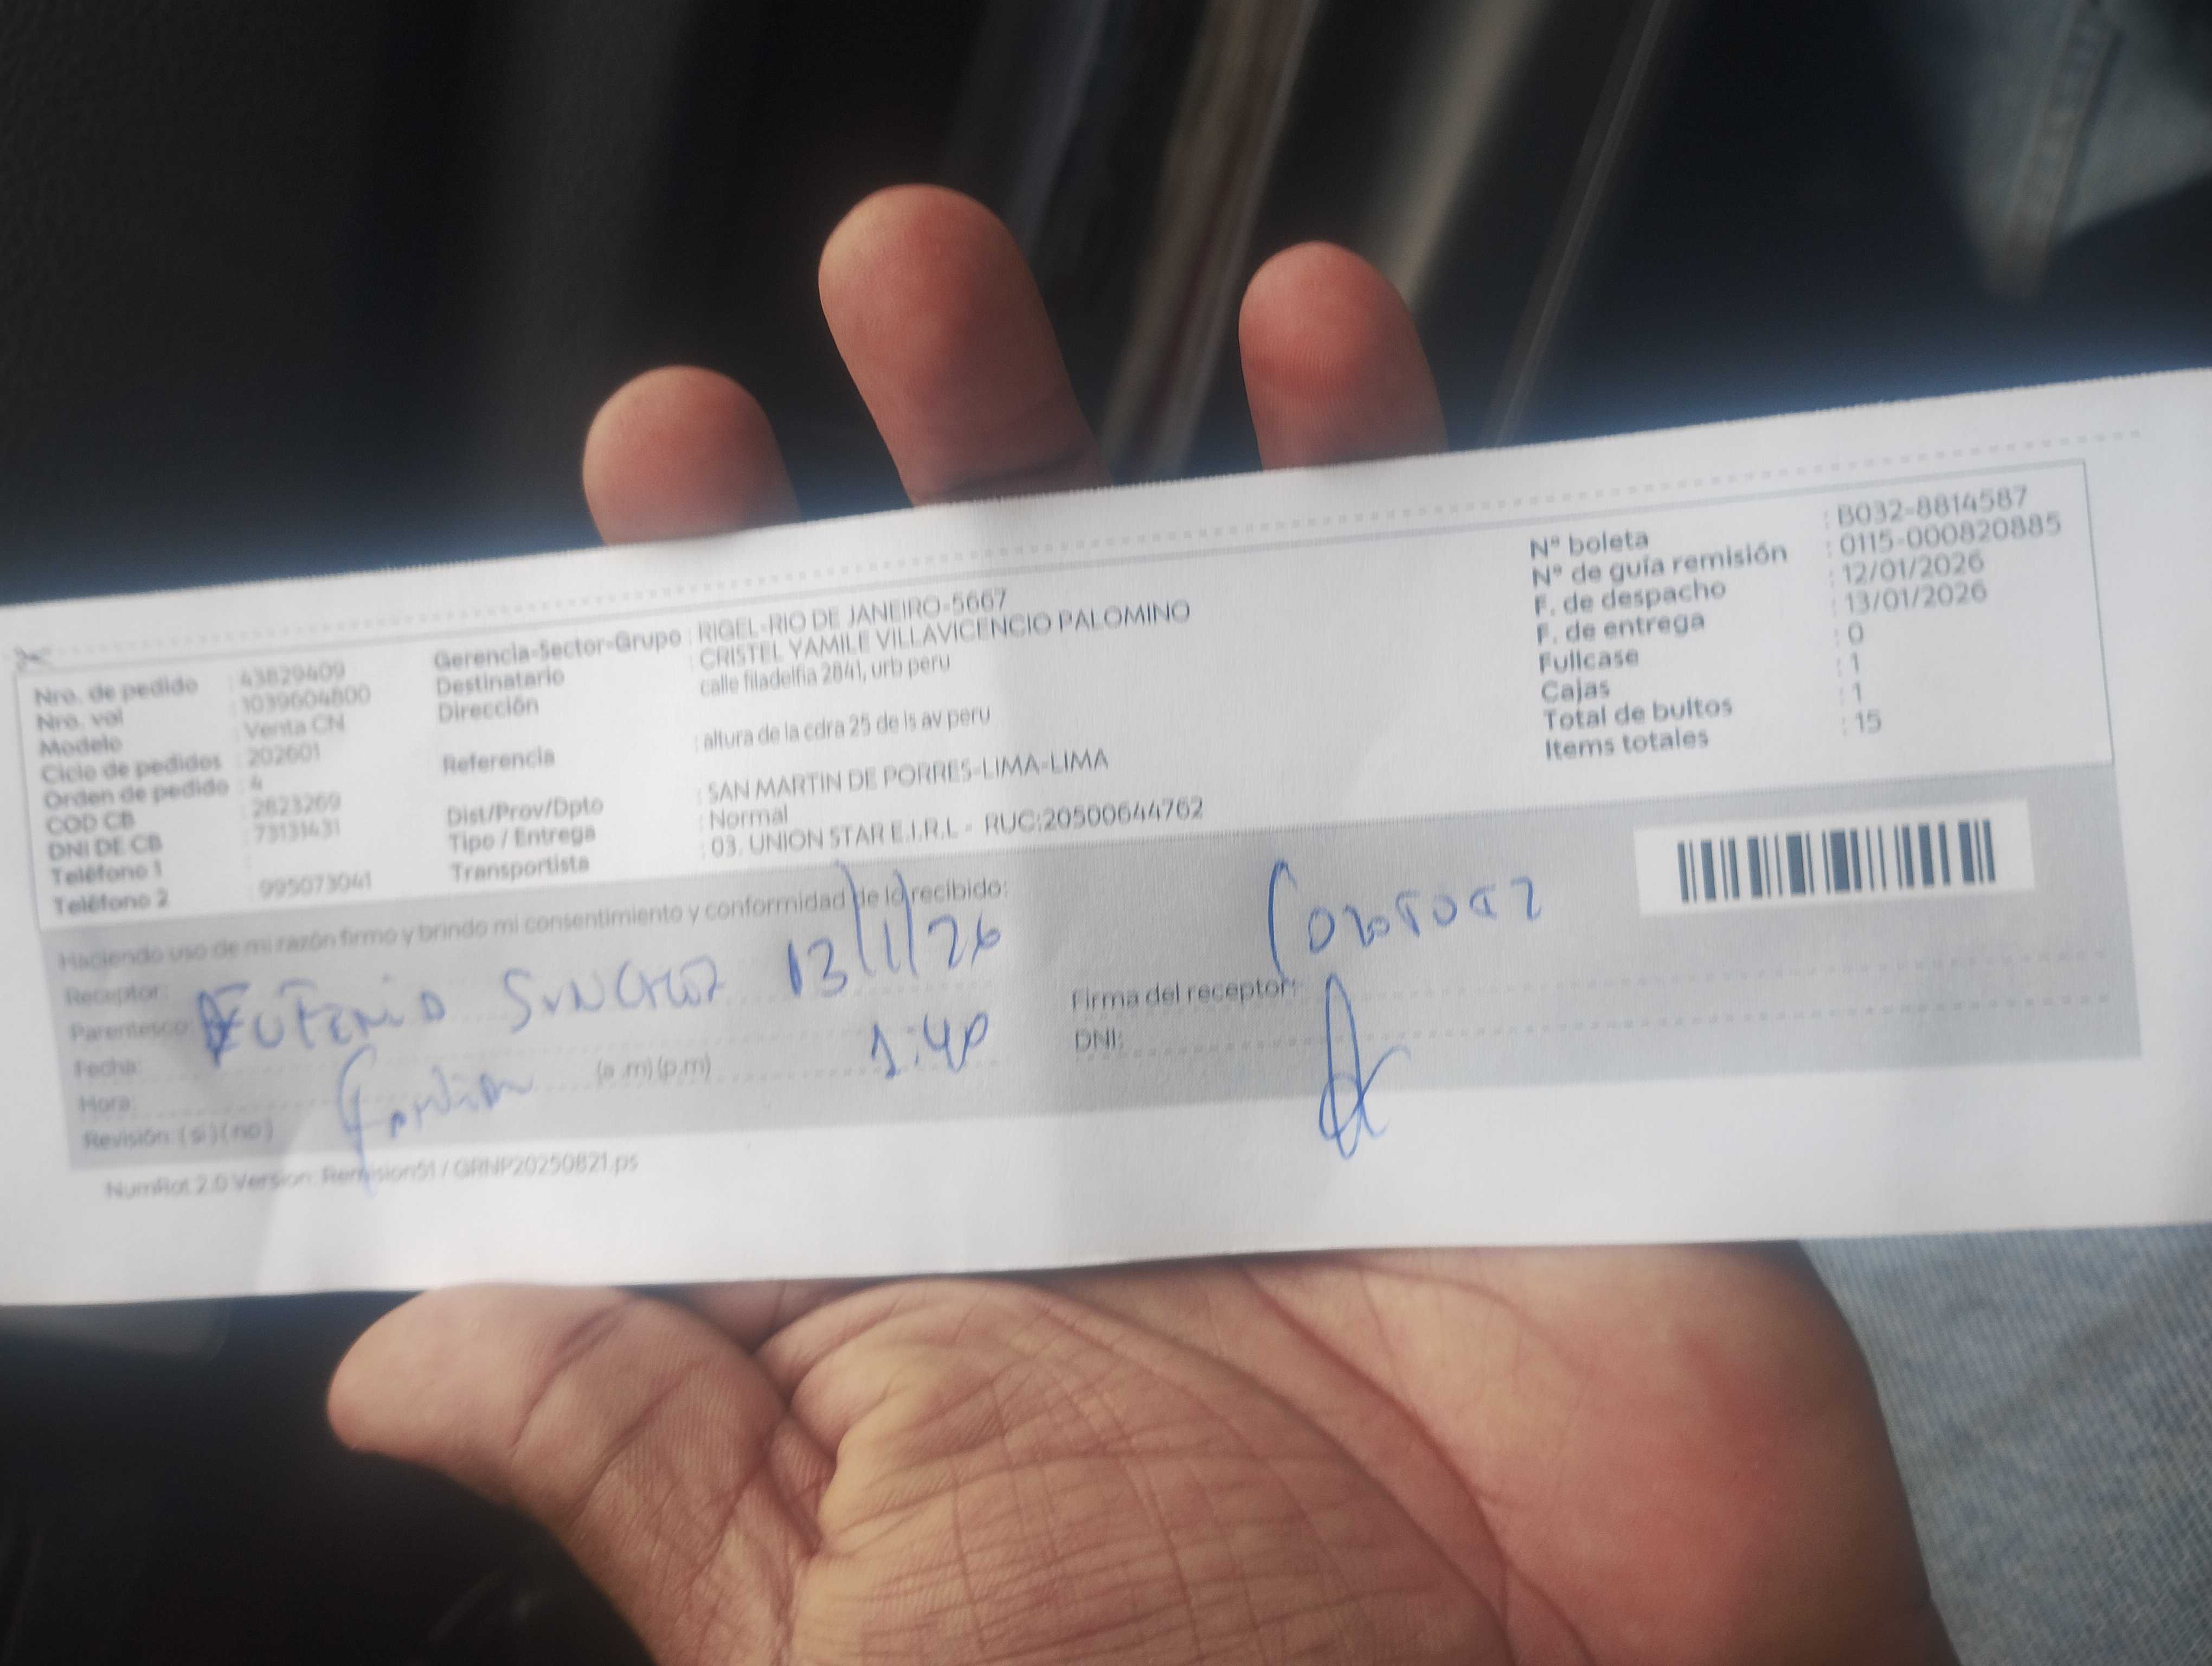 Nro. de pedido : 43829409
Nro. vol : 1039604800
Modelo : Venta CN
Ciclo de pedidos : 202601
Orden de pedido : 4
COD CB : 2823269
DNI DE CB : 73131431
Teléfono 1 :
Teléfono 2 : 995073041
Gerencia-Sector-Grupo : RIGEL-RIO DE JANEIRO-5667
Destinatario : CRISTEL YAMILE VILLAVICENCIO PALOMINO
Dirección : calle filadelfia 2841, urb peru
Referencia : altura de la cdra 25 de ls av peru
Dist/Prov/Dpto : SAN MARTIN DE PORRES-LIMA-LIMA
Tipo / Entrega : Normal
Transportista : 03. UNION STAR E.I.R.L - RUC:20500644762
N° boleta : B032-8814587
N° de guía remisión : 0115-000820885
F. de despacho : 12/01/2026
F. de entrega : 13/01/2026
Fullcase : 0
Cajas : 1
Total de bultos : 1
Items totales : 15
Haciendo uso de mi razón firmo y brindo mi consentimiento y conformidad de lo recibido:
Receptor:
13/1/26
Parentesco:
Fecha:
Hora: (a .m) (p.m) 1:40
Revisión: ( si ) ( no )
Firma del receptor:
DNI:
NumRot 2.0 Version: Remision51 / GRNP20250821.ps